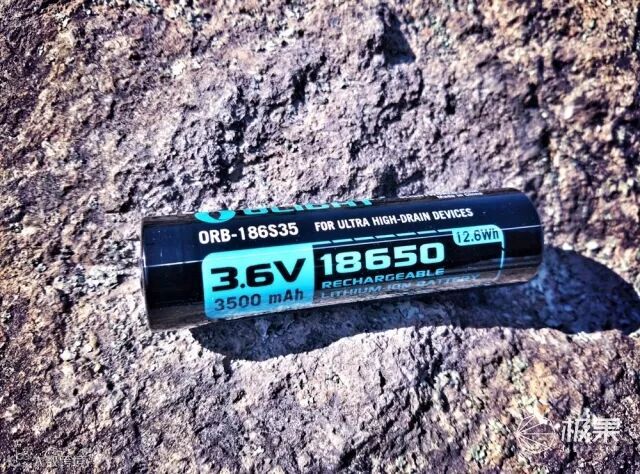 OLIGHT
ORB-186S35 FOR ULTRA HIGH-DRAIN DEVICES
3.6V 18650 12.6Wh
3500 mAh RECHARGEABLE
LITHIUM-ION BATTERY
极果